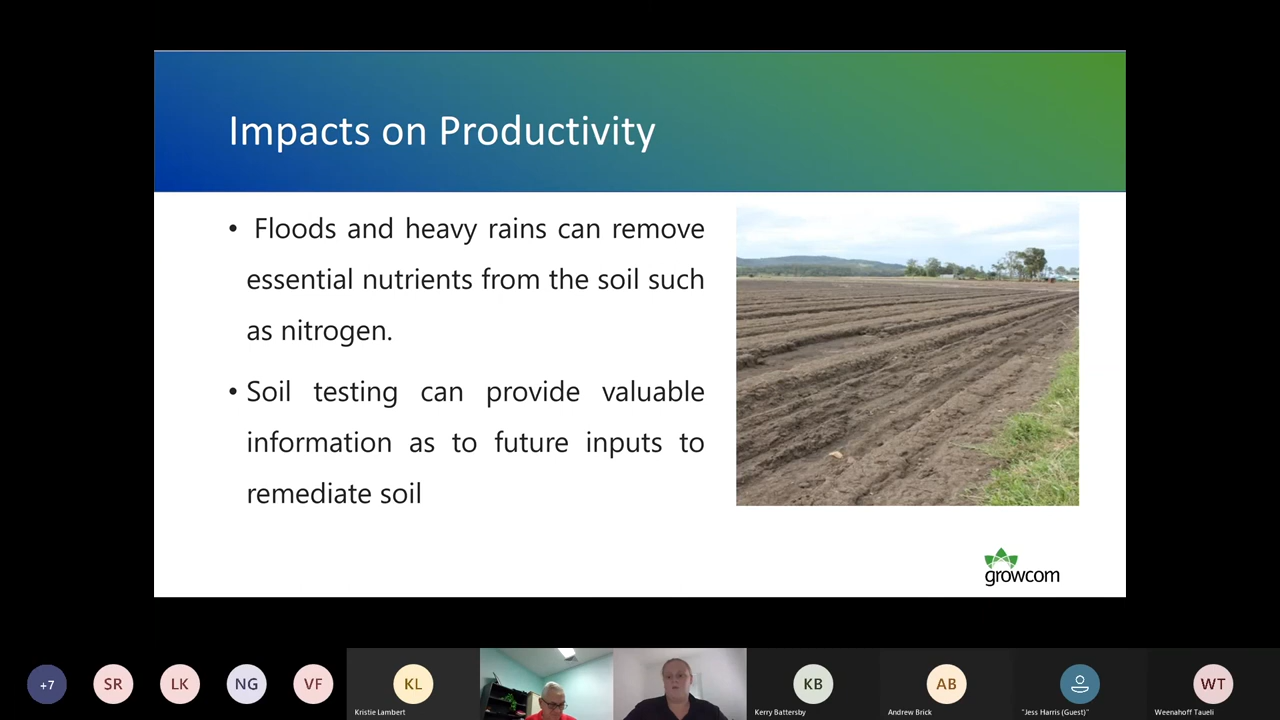 Impacts on Productivity
• Floods and heavy rains can remove
essential nutrients from the soil such
as nitrogen.
• Soil testing can provide valuable
information as to future inputs to
remediate soil
growcom
+7
SR
LK
NG
VF
KL
Kristie Lambert
KB
Kerry Battersby
AB
Andrew Brick
"Jess Harris (Guest)"
WT
Weenahoff Taueli